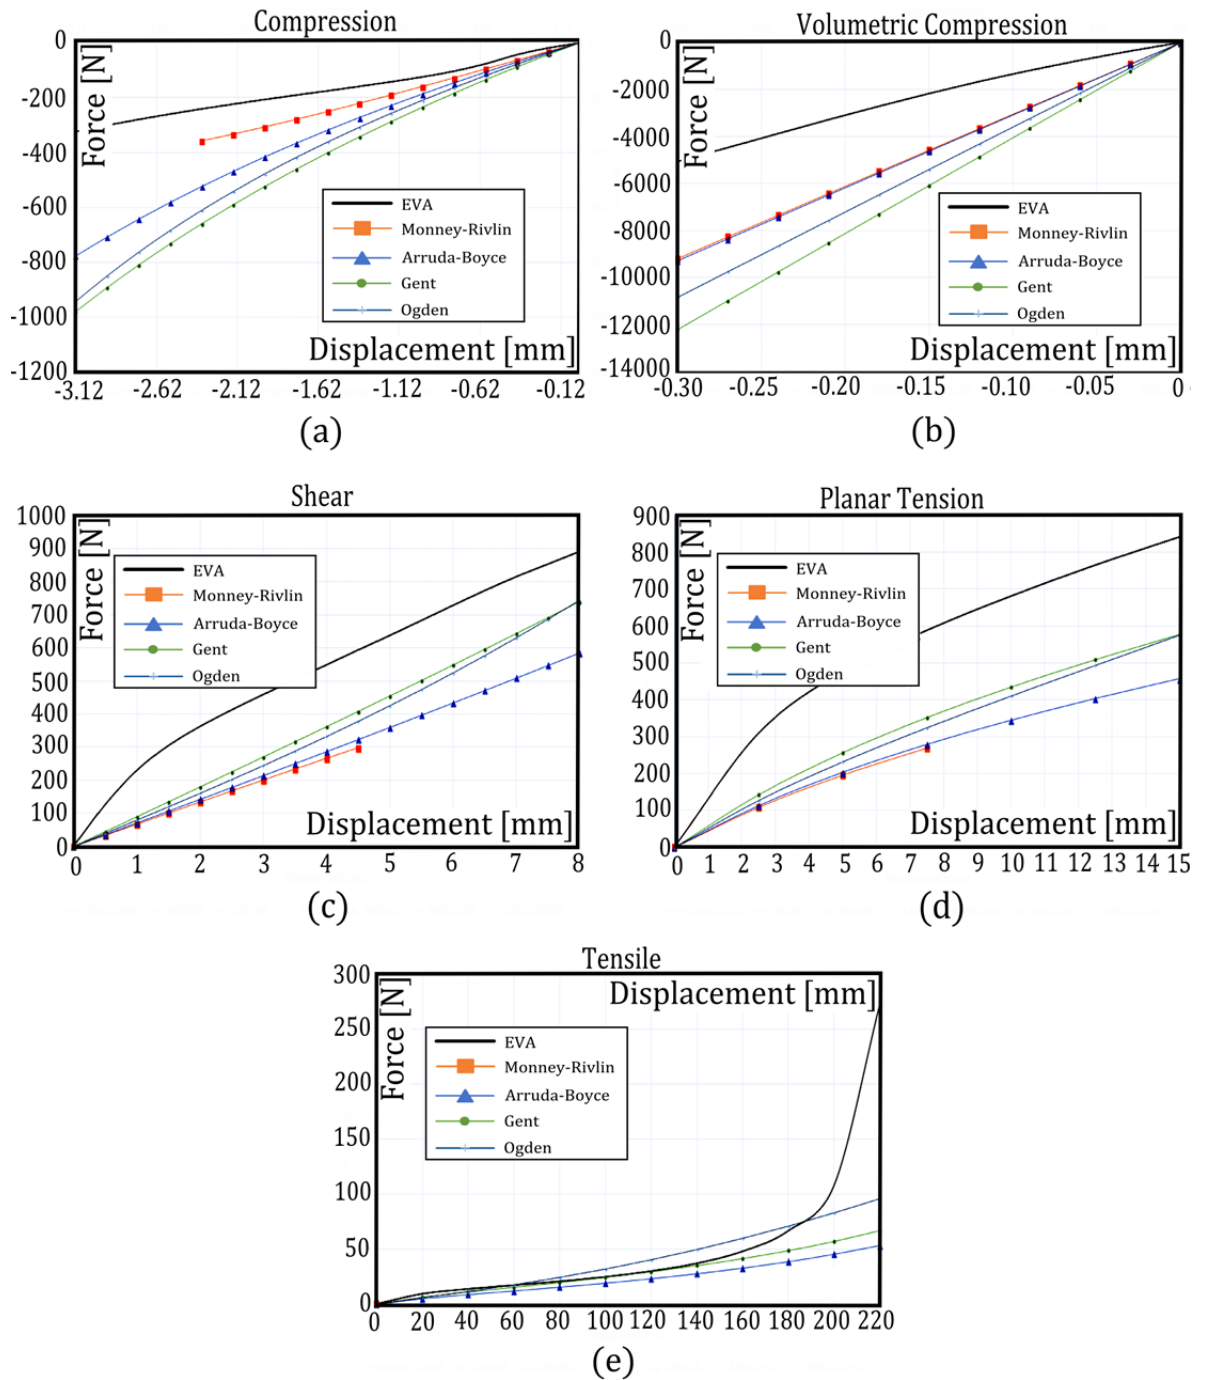 Compression
Force [N]
0
-200
-400
-600
-800
-1000
-1200
EVA
Monney-Rivlin
Arruda-Boyce
Gent
Ogden
Displacement [mm]
-3.12 -2.62 -2.12 -1.62 -1.12 -0.62 -0.12
(a)
Volumetric Compression
Force [N]
0
-2000
-4000
-6000
-8000
-10000
-12000
-14000
EVA
Monney-Rivlin
Arruda-Boyce
Gent
Ogden
Displacement [mm]
-0.30 -0.25 -0.20 -0.15 -0.10 -0.05 0
(b)
Shear
Force [N]
1000
900
800
700
600
500
400
300
200
100
0
EVA
Monney-Rivlin
Arruda-Boyce
Gent
Ogden
Displacement [mm]
0 1 2 3 4 5 6 7 8
(c)
Planar Tension
Force [N]
900
800
700
600
500
400
300
200
100
0
EVA
Monney-Rivlin
Arruda-Boyce
Gent
Ogden
Displacement [mm]
0 1 2 3 4 5 6 7 8 9 10 11 12 13 14 15
(d)
Tensile
Force [N]
300
250
200
150
100
50
0
Displacement [mm]
EVA
Monney-Rivlin
Arruda-Boyce
Gent
Ogden
0 20 40 60 80 100 120 140 160 180 200 220
(e)